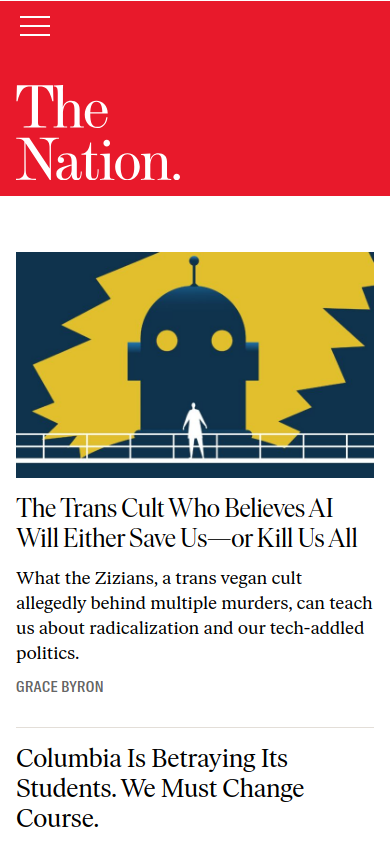 The
Nation.
The Trans Cult Who Believes AI
Will Either Save Us—or Kill Us All
What the Zizians, a trans vegan cult
allegedly behind multiple murders, can teach
us about radicalization and our tech-addled
politics.
GRACE BYRON
Columbia Is Betraying Its
Students. We Must Change
Course.